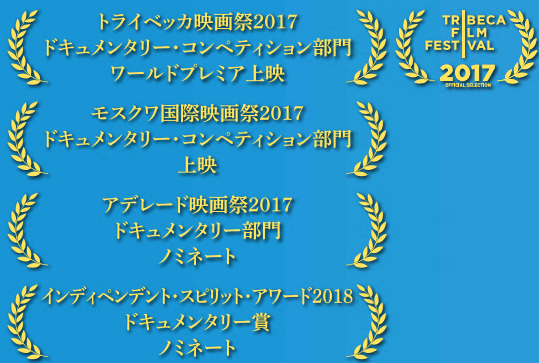 トライベッカ映画祭2017
ドキュメンタリー・コンペティション部門
ワールドプレミア上映
TRIBECA
FILM
FESTIVAL
2017
OFFICIAL SELECTION
モスクワ国際映画祭2017
ドキュメンタリー・コンペティション部門
上映
アデレード映画祭2017
ドキュメンタリー部門
ノミネート
インディペンデント・スピリット・アワード2018
ドキュメンタリー賞
ノミネート